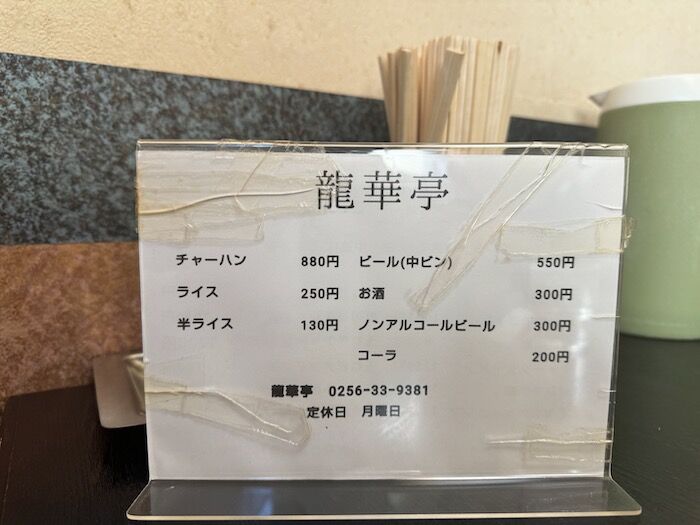 龍華亭
チャーハン 880円 ビール(中ビン) 550円
ライス 250円 お酒 300円
半ライス 130円 ノンアルコールビール 300円
コーラ 200円
龍華亭 0256-33-9381
定休日 月曜日